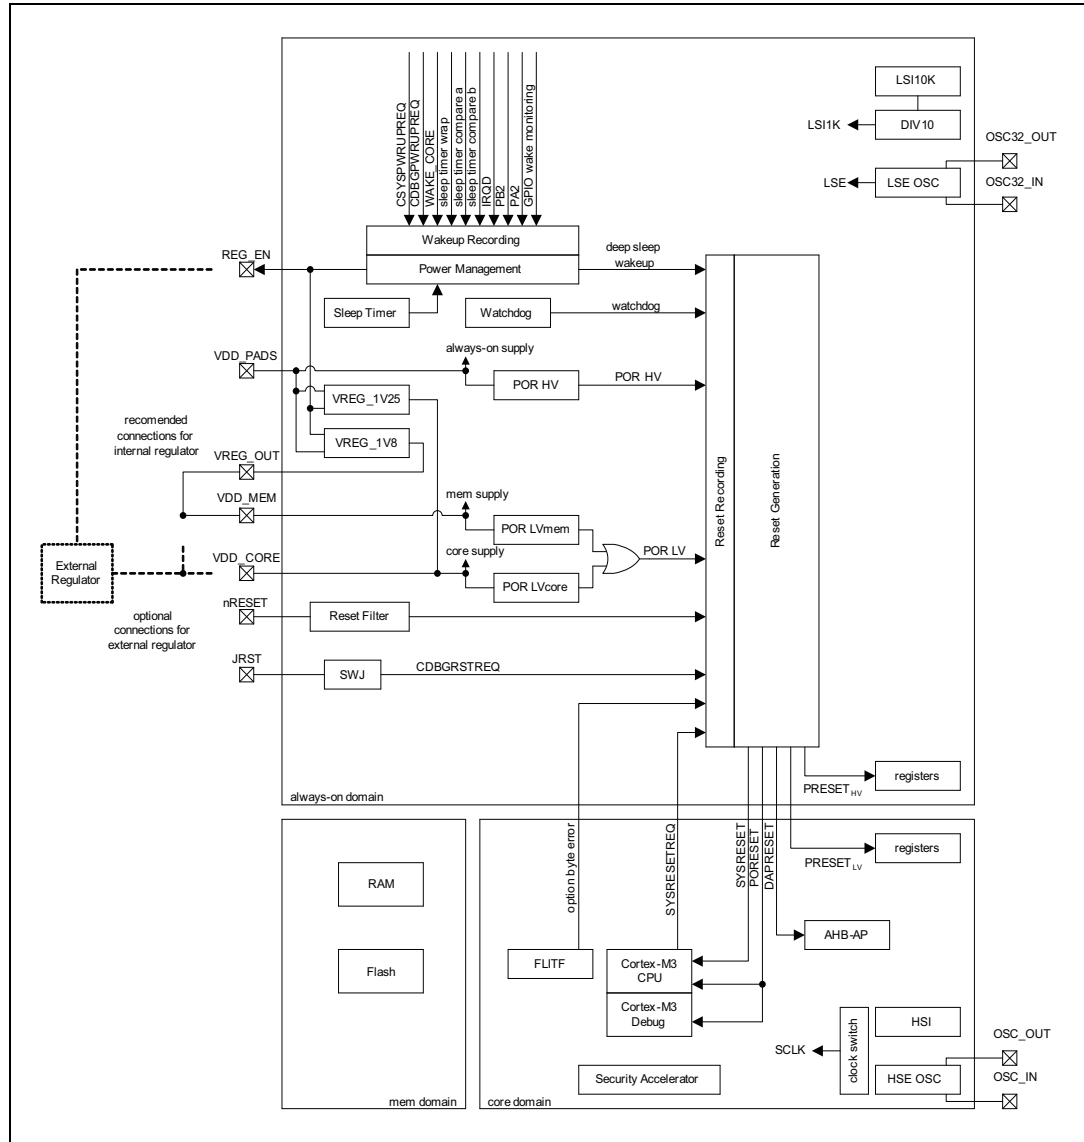 CSYSPWRUPREQ
CDBGPWRUPREQ
WAKE_CORE
sleep timer wrap
sleep timer compare a
sleep timer compare b
IRQD
PB2
PA2
GPIO wake monitoring
LSI10K
LSI1K
DIV10
OSC32_OUT
LSE
LSE OSC
OSC32_IN
Wakeup Recording
REG_EN
Power Management
deep sleep
wakeup
Sleep Timer
Watchdog
watchdog
VDD_PADS
always-on supply
POR HV
POR HV
VREG_1V25
recomended
connections for
internal regulator
VREG_1V8
VREG_OUT
VDD_MEM
mem supply
POR LVmem
Reset Recording
Reset Generation
External
Regulator
VDD_CORE
core supply
POR LV
POR LVcore
optional
connections for
external regulator
nRESET
Reset Filter
JRST
SWJ
CDBGRSTREQ
PRESETHV
registers
always-on domain
option byte error
SYSRESETREQ
SYSRESET
PORESET
DAPRESET
PRESETLV
registers
RAM
Flash
FLITF
Cortex-M3
CPU
AHB-AP
Cortex-M3
Debug
SCLK
clock switch
HSI
OSC_OUT
Security Accelerator
HSE OSC
OSC_IN
mem domain
core domain